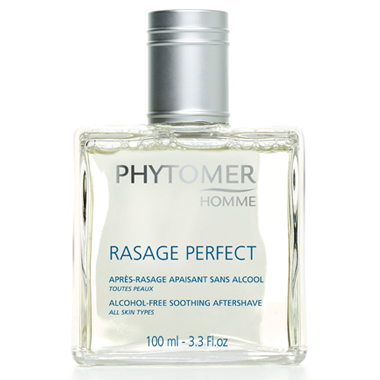 PHYTOMER
HOMME
RASAGE PERFECT
APRÈS-RASAGE APAISANT SANS ALCOOL
TOUTES PEAUX
ALCOHOL-FREE SOOTHING AFTERSHAVE
ALL SKIN TYPES
100 ml - 3.3 Fl.oz